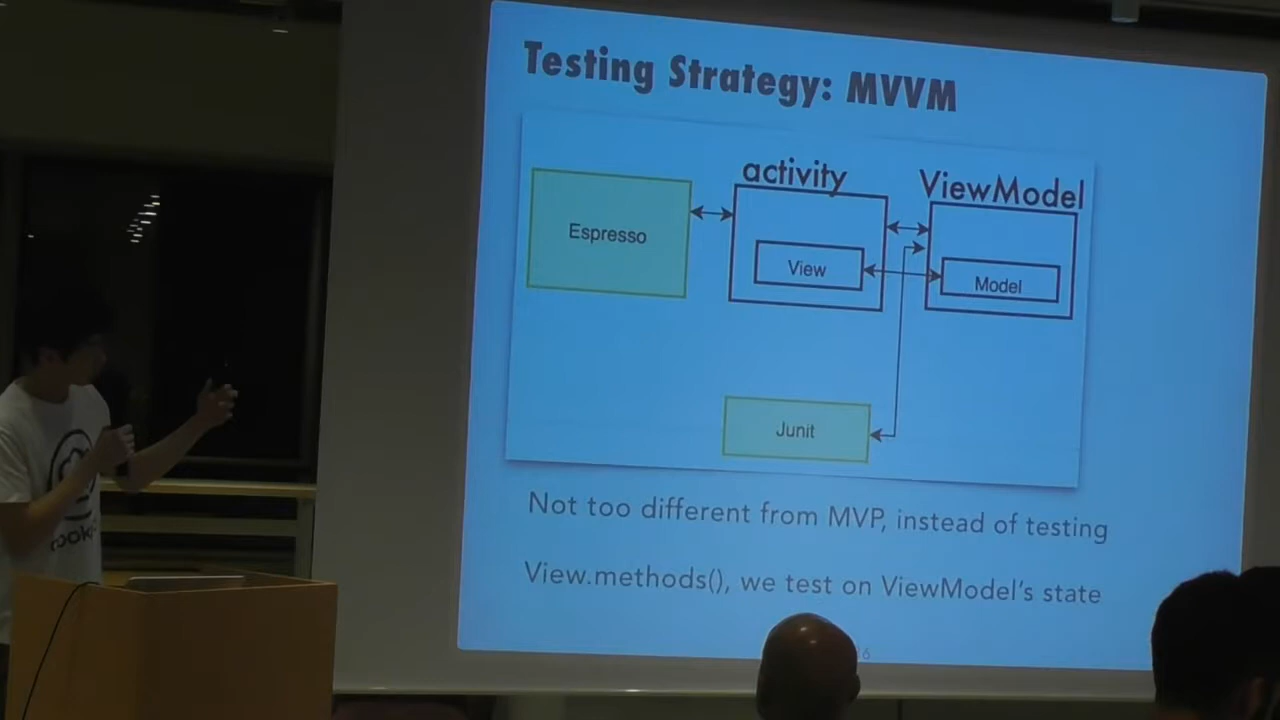 Testing Strategy: MVVM
activity
ViewModel
Espresso
View
Model
Junit
Not too different from MVP, instead of testing
View.methods(), we test on ViewModel's state